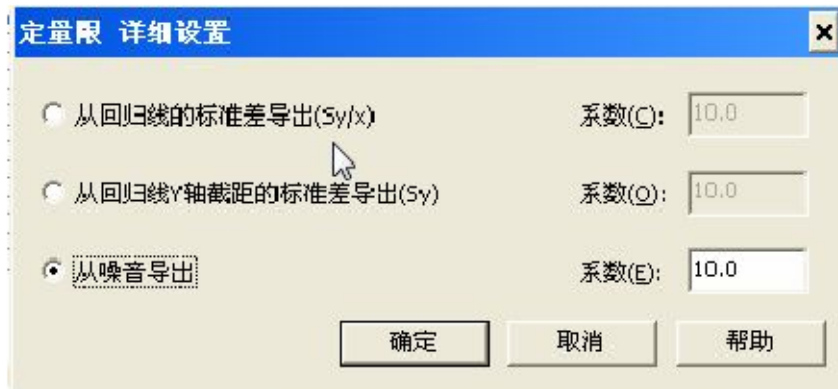 定量限 详细设置
从回归线的标准差导出(Sy/x) 系数(C): 10.0
从回归线Y轴截距的标准差导出(Sy) 系数(O): 10.0
从噪音导出 系数(E): 10.0
确定 取消 帮助